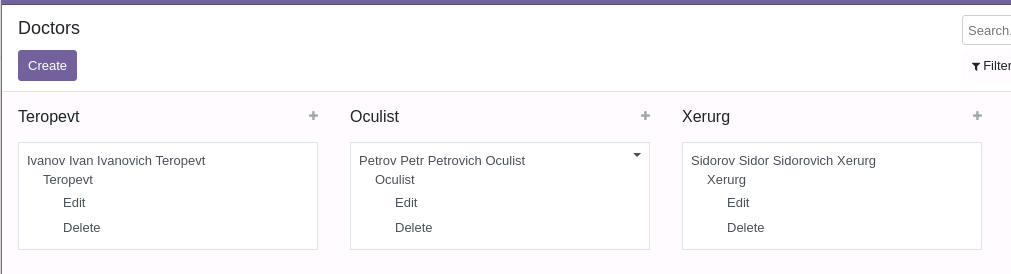 Doctors
Search.
Create
Filter
Teropevt
Oculist
Xerurg
Ivanov Ivan Ivanovich Teropevt
Teropevt
Edit
Delete
Petrov Petr Petrovich Oculist
Oculist
Edit
Delete
Sidorov Sidor Sidorovich Xerurg
Xerurg
Edit
Delete